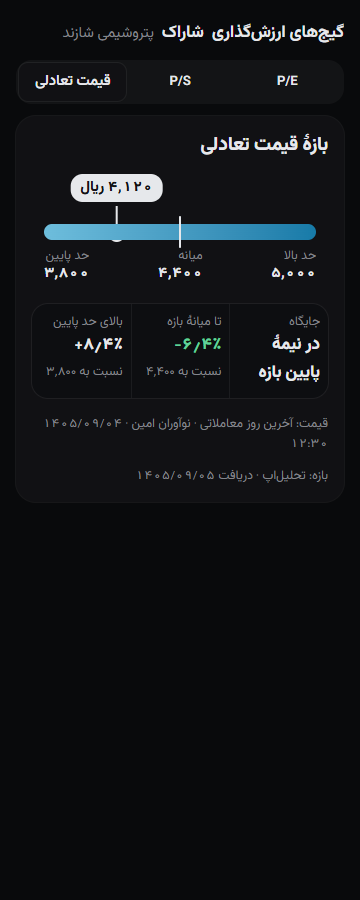 گیج‌های ارزش‌گذاری شاراک پتروشیمی شازند
P/E
P/S
قیمت تعادلی
بازهٔ قیمت تعادلی
۴,۱۲۰ ریال
حد بالا
۵,۰۰۰
میانه
۴,۴۰۰
حد پایین
۳,۸۰۰
جایگاه
در نیمهٔ
پایین بازه
تا میانهٔ بازه
-۶٫۴٪
نسبت به ۴,۴۰۰
بالای حد پایین
+۸٫۴٪
نسبت به ۳,۸۰۰
قیمت: آخرین روز معاملاتی · نوآوران امین · ۱۴۰۵/۰۹/۰۴
۱۲:۳۰
بازه: تحلیل‌اپ · دریافت ۱۴۰۵/۰۹/۰۵